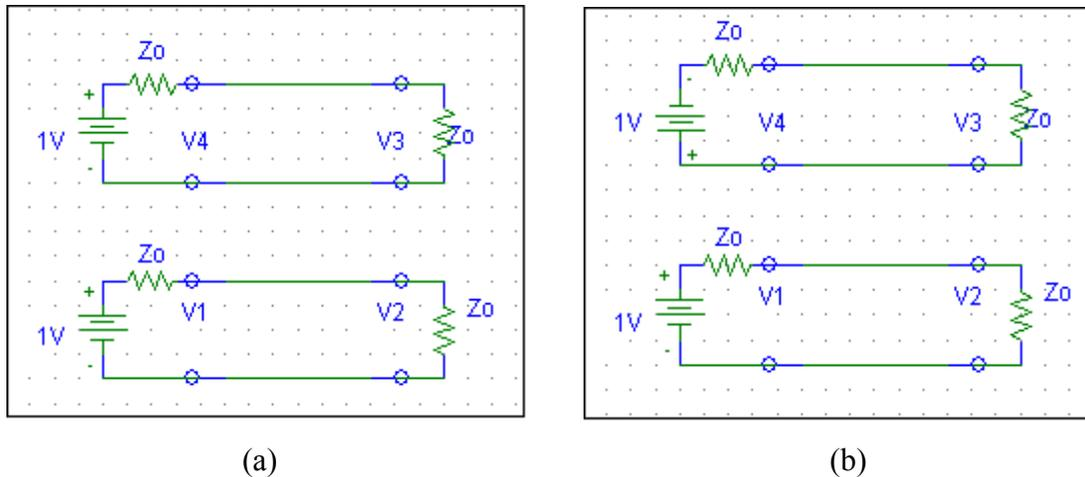 Zo
+
1V
-
V4 V3 Zo
Zo
+
1V
-
V1 V2 Zo
(a)
Zo
-
1V
+
V4 V3 Zo
Zo
+
1V
-
V1 V2 Zo
(b)